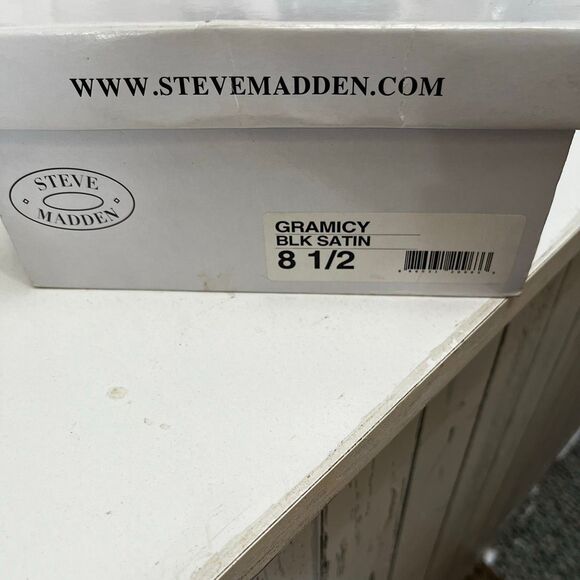 WWW.STEVEMADDEN.COM
STEVE
MADDEN
GRAMICY
BLK SATIN
8 1/2